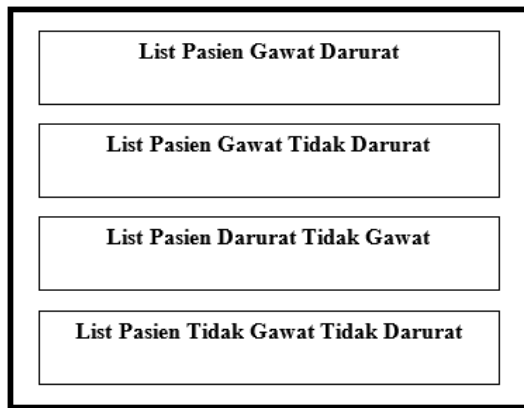 List Pasien Gawat Darurat
List Pasien Gawat Tidak Darurat
List Pasien Darurat Tidak Gawat
List Pasien Tidak Gawat Tidak Darurat